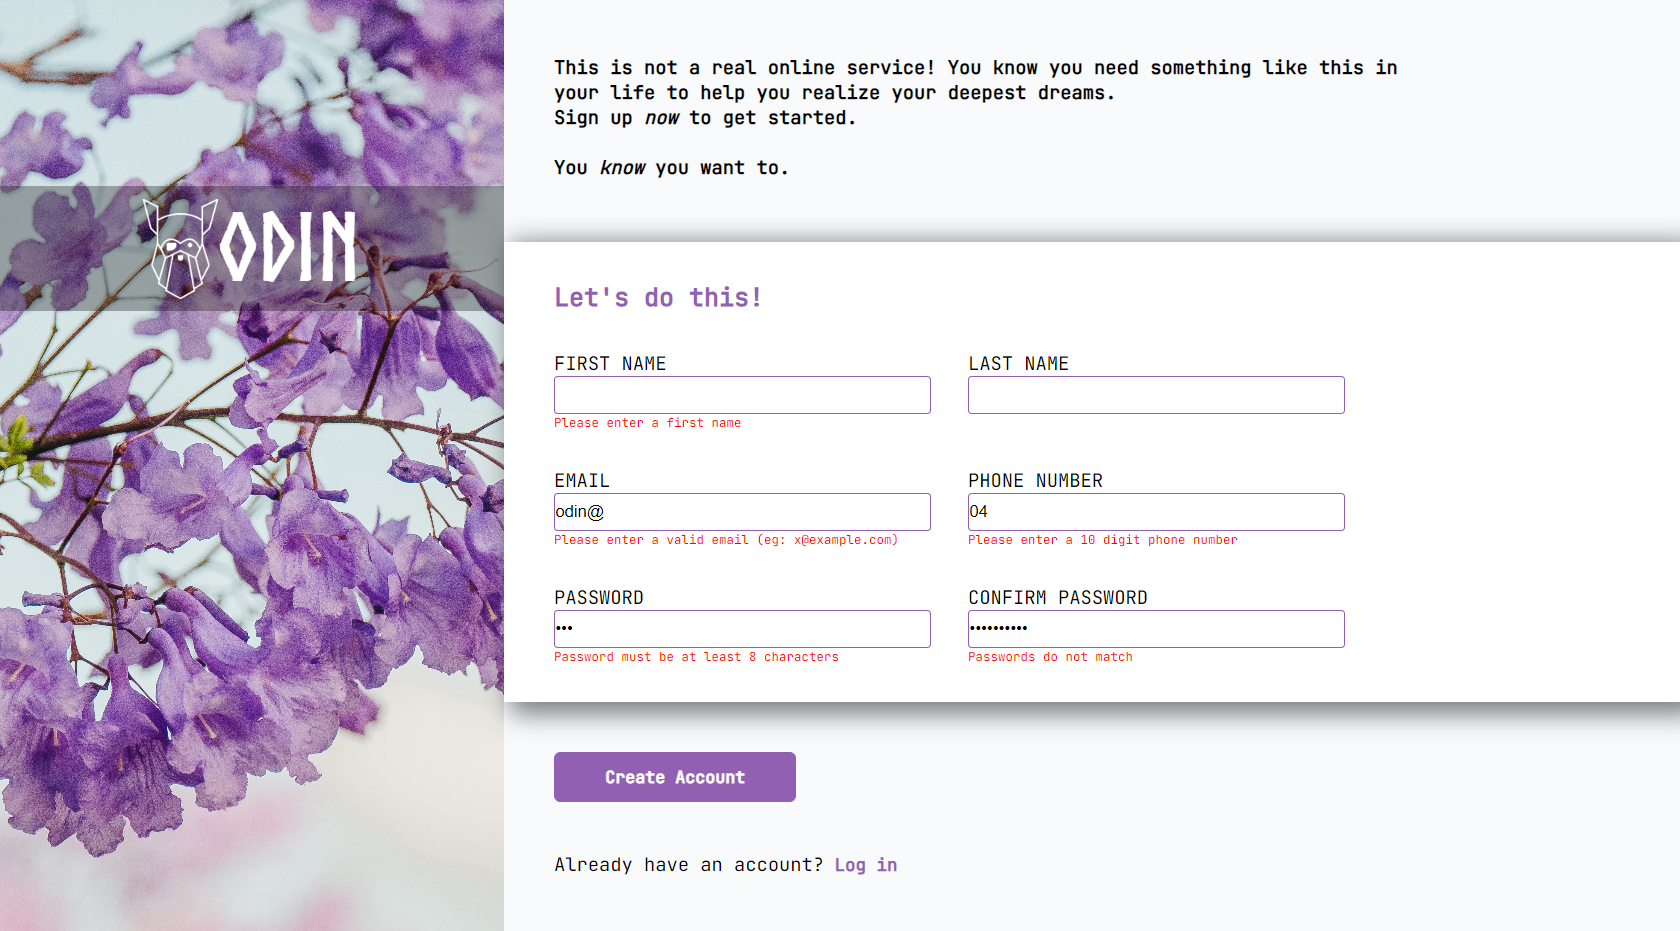 ODIN
This is not a real online service! You know you need something like this in
your life to help you realize your deepest dreams.
Sign up now to get started.
You know you want to.
Let's do this!
FIRST NAME
LAST NAME
Please enter a first name
EMAIL
PHONE NUMBER
odin@
04
Please enter a valid email (eg: x@example.com)
Please enter a 10 digit phone number
PASSWORD
CONFIRM PASSWORD
•••
••••••••••
Password must be at least 8 characters
Passwords do not match
Create Account
Already have an account? Log in